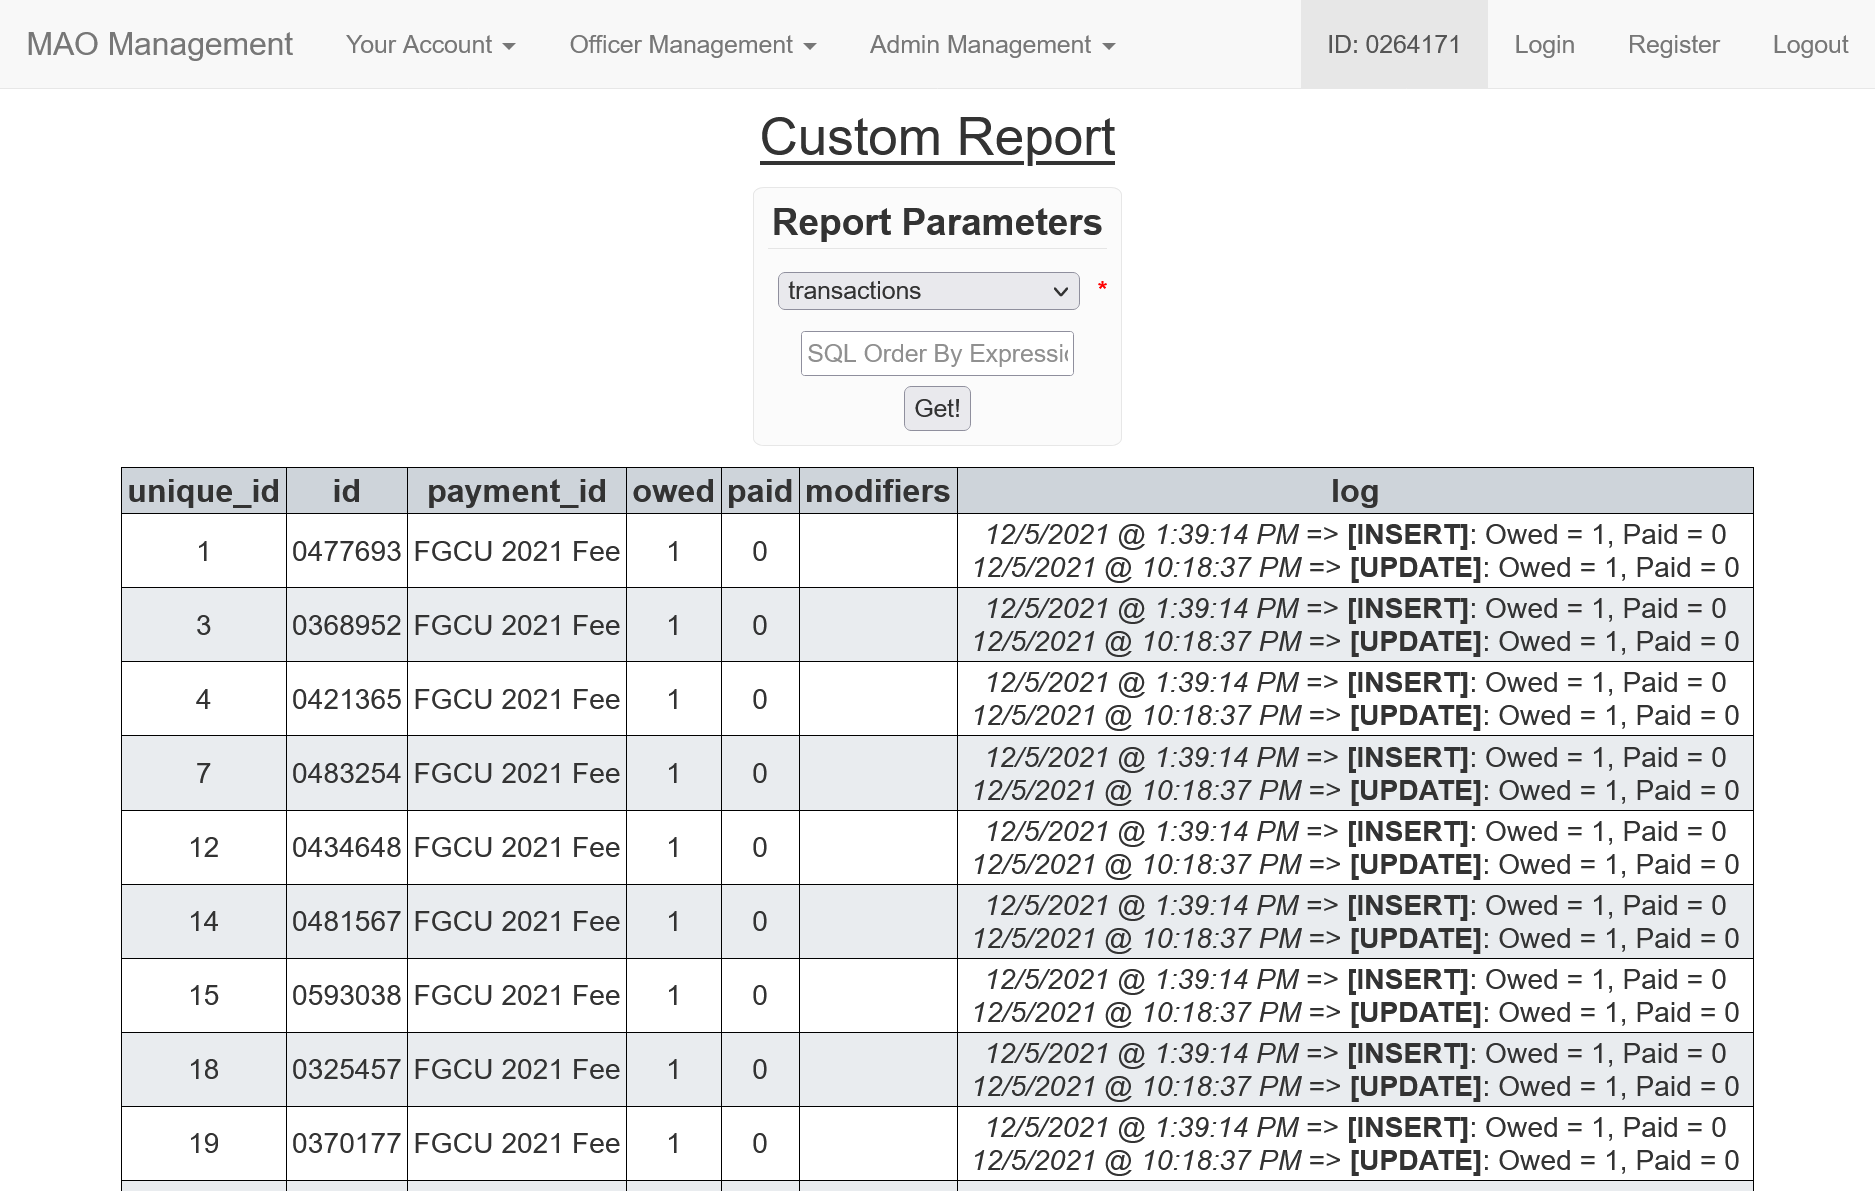 MAO Management Your Account Officer Management Admin Management ID: 0264171 Login Register Logout
Custom Report
Report Parameters
transactions *
SQL Order By Expressi
Get!
unique_id id payment_id owed paid modifiers log
1 0477693 FGCU 2021 Fee 1 0 12/5/2021 @ 1:39:14 PM => [INSERT]: Owed = 1, Paid = 0
12/5/2021 @ 10:18:37 PM => [UPDATE]: Owed = 1, Paid = 0
3 0368952 FGCU 2021 Fee 1 0 12/5/2021 @ 1:39:14 PM => [INSERT]: Owed = 1, Paid = 0
12/5/2021 @ 10:18:37 PM => [UPDATE]: Owed = 1, Paid = 0
4 0421365 FGCU 2021 Fee 1 0 12/5/2021 @ 1:39:14 PM => [INSERT]: Owed = 1, Paid = 0
12/5/2021 @ 10:18:37 PM => [UPDATE]: Owed = 1, Paid = 0
7 0483254 FGCU 2021 Fee 1 0 12/5/2021 @ 1:39:14 PM => [INSERT]: Owed = 1, Paid = 0
12/5/2021 @ 10:18:37 PM => [UPDATE]: Owed = 1, Paid = 0
12 0434648 FGCU 2021 Fee 1 0 12/5/2021 @ 1:39:14 PM => [INSERT]: Owed = 1, Paid = 0
12/5/2021 @ 10:18:37 PM => [UPDATE]: Owed = 1, Paid = 0
14 0481567 FGCU 2021 Fee 1 0 12/5/2021 @ 1:39:14 PM => [INSERT]: Owed = 1, Paid = 0
12/5/2021 @ 10:18:37 PM => [UPDATE]: Owed = 1, Paid = 0
15 0593038 FGCU 2021 Fee 1 0 12/5/2021 @ 1:39:14 PM => [INSERT]: Owed = 1, Paid = 0
12/5/2021 @ 10:18:37 PM => [UPDATE]: Owed = 1, Paid = 0
18 0325457 FGCU 2021 Fee 1 0 12/5/2021 @ 1:39:14 PM => [INSERT]: Owed = 1, Paid = 0
12/5/2021 @ 10:18:37 PM => [UPDATE]: Owed = 1, Paid = 0
19 0370177 FGCU 2021 Fee 1 0 12/5/2021 @ 1:39:14 PM => [INSERT]: Owed = 1, Paid = 0
12/5/2021 @ 10:18:37 PM => [UPDATE]: Owed = 1, Paid = 0